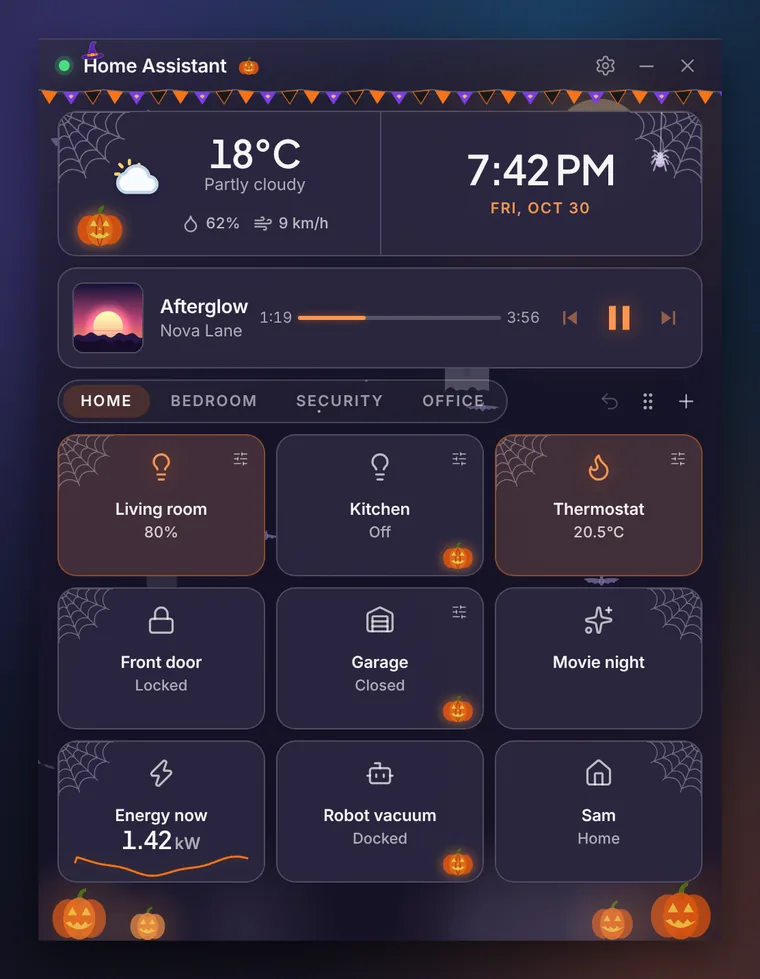 Home Assistant
18°C
Partly cloudy
62% 9 km/h
7:42 PM
FRI, OCT 30
Afterglow
Nova Lane
1:19 3:56
HOME BEDROOM SECURITY OFFICE
Living room
80%
Kitchen
Off
Thermostat
20.5°C
Front door
Locked
Garage
Closed
Movie night
Energy now
1.42 kW
Robot vacuum
Docked
Sam
Home